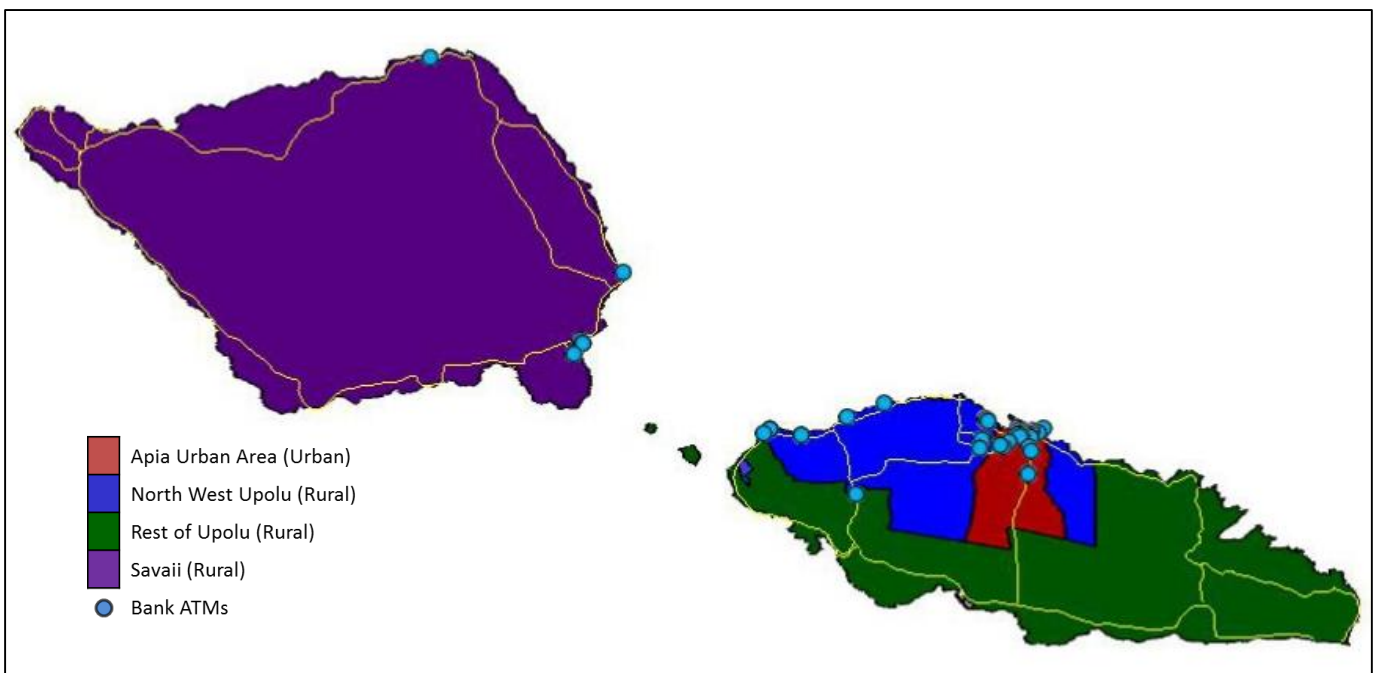 Apia Urban Area (Urban)
North West Upolu (Rural)
Rest of Upolu (Rural)
Savaii (Rural)
Bank ATMs